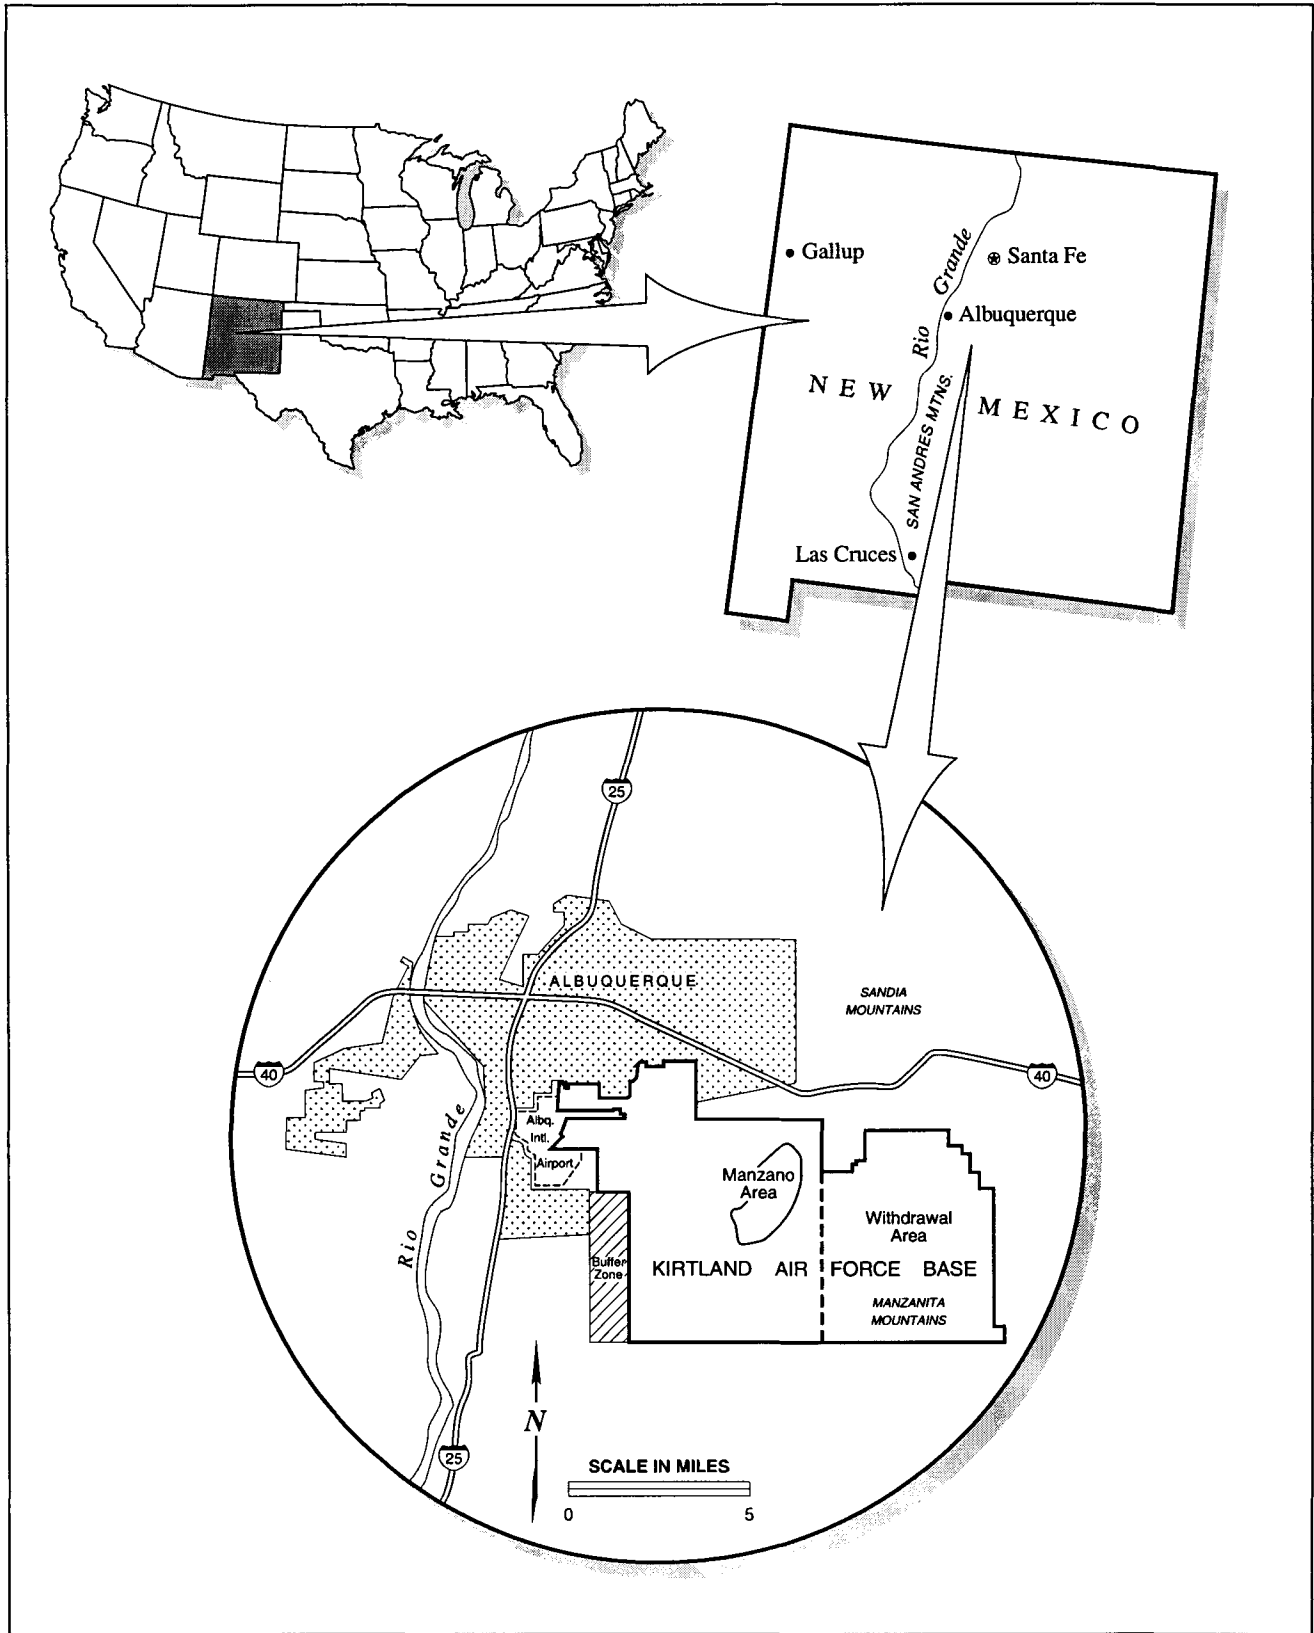 Gallup
Santa Fe
Albuquerque
Rio Grande
NEW MEXICO
SAN ANDRES MTNS.
Las Cruces
25
ALBUQUERQUE
SANDIA
MOUNTAINS
40
40
Albq.
Intl.
Airport
Rio Grande
Manzano
Area
Withdrawal
Area
Buffer
Zone
KIRTLAND AIR FORCE BASE
MANZANITA
MOUNTAINS
N
25
SCALE IN MILES
0 5